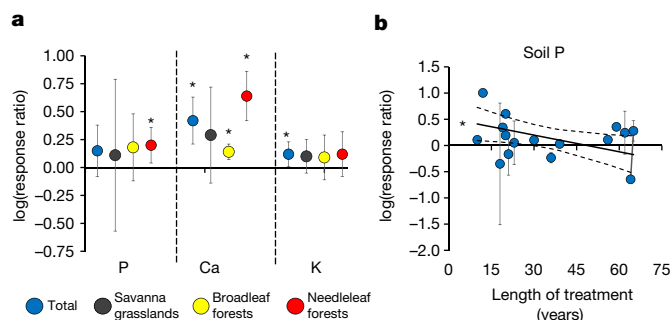 a
log(response ratio)
1.00
0.75
0.50
0.25
0.00
−0.25
−0.50
−0.75
*
*
*
*
*
P
Ca
K
Total
Savanna
grasslands
Broadleaf
forests
Needleleaf
forests
b
Soil P
log(response ratio)
1.5
1.0
0.5
0
−0.5
−1.0
−1.5
−2.0
*
0
15
30
45
60
75
Length of treatment
(years)